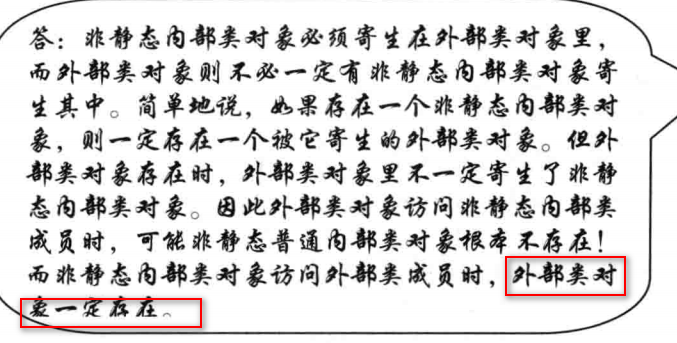 答：非静态内部类对象必须寄生在外部类对象里，
而外部类对象则不必一定有非静态内部类对象寄
生其中。简单地说，如果存在一个非静态内部类对
象，则一定存在一个被它寄生的外部类对象。但外
部类对象存在时，外部类对象里不一定寄生了非静
态内部类对象。因此外部类对象访问非静态内部类
成员时，可能非静态普通内部类对象根本不存在！
而非静态内部类对象访问外部类成员时，外部类对
象一定存在。